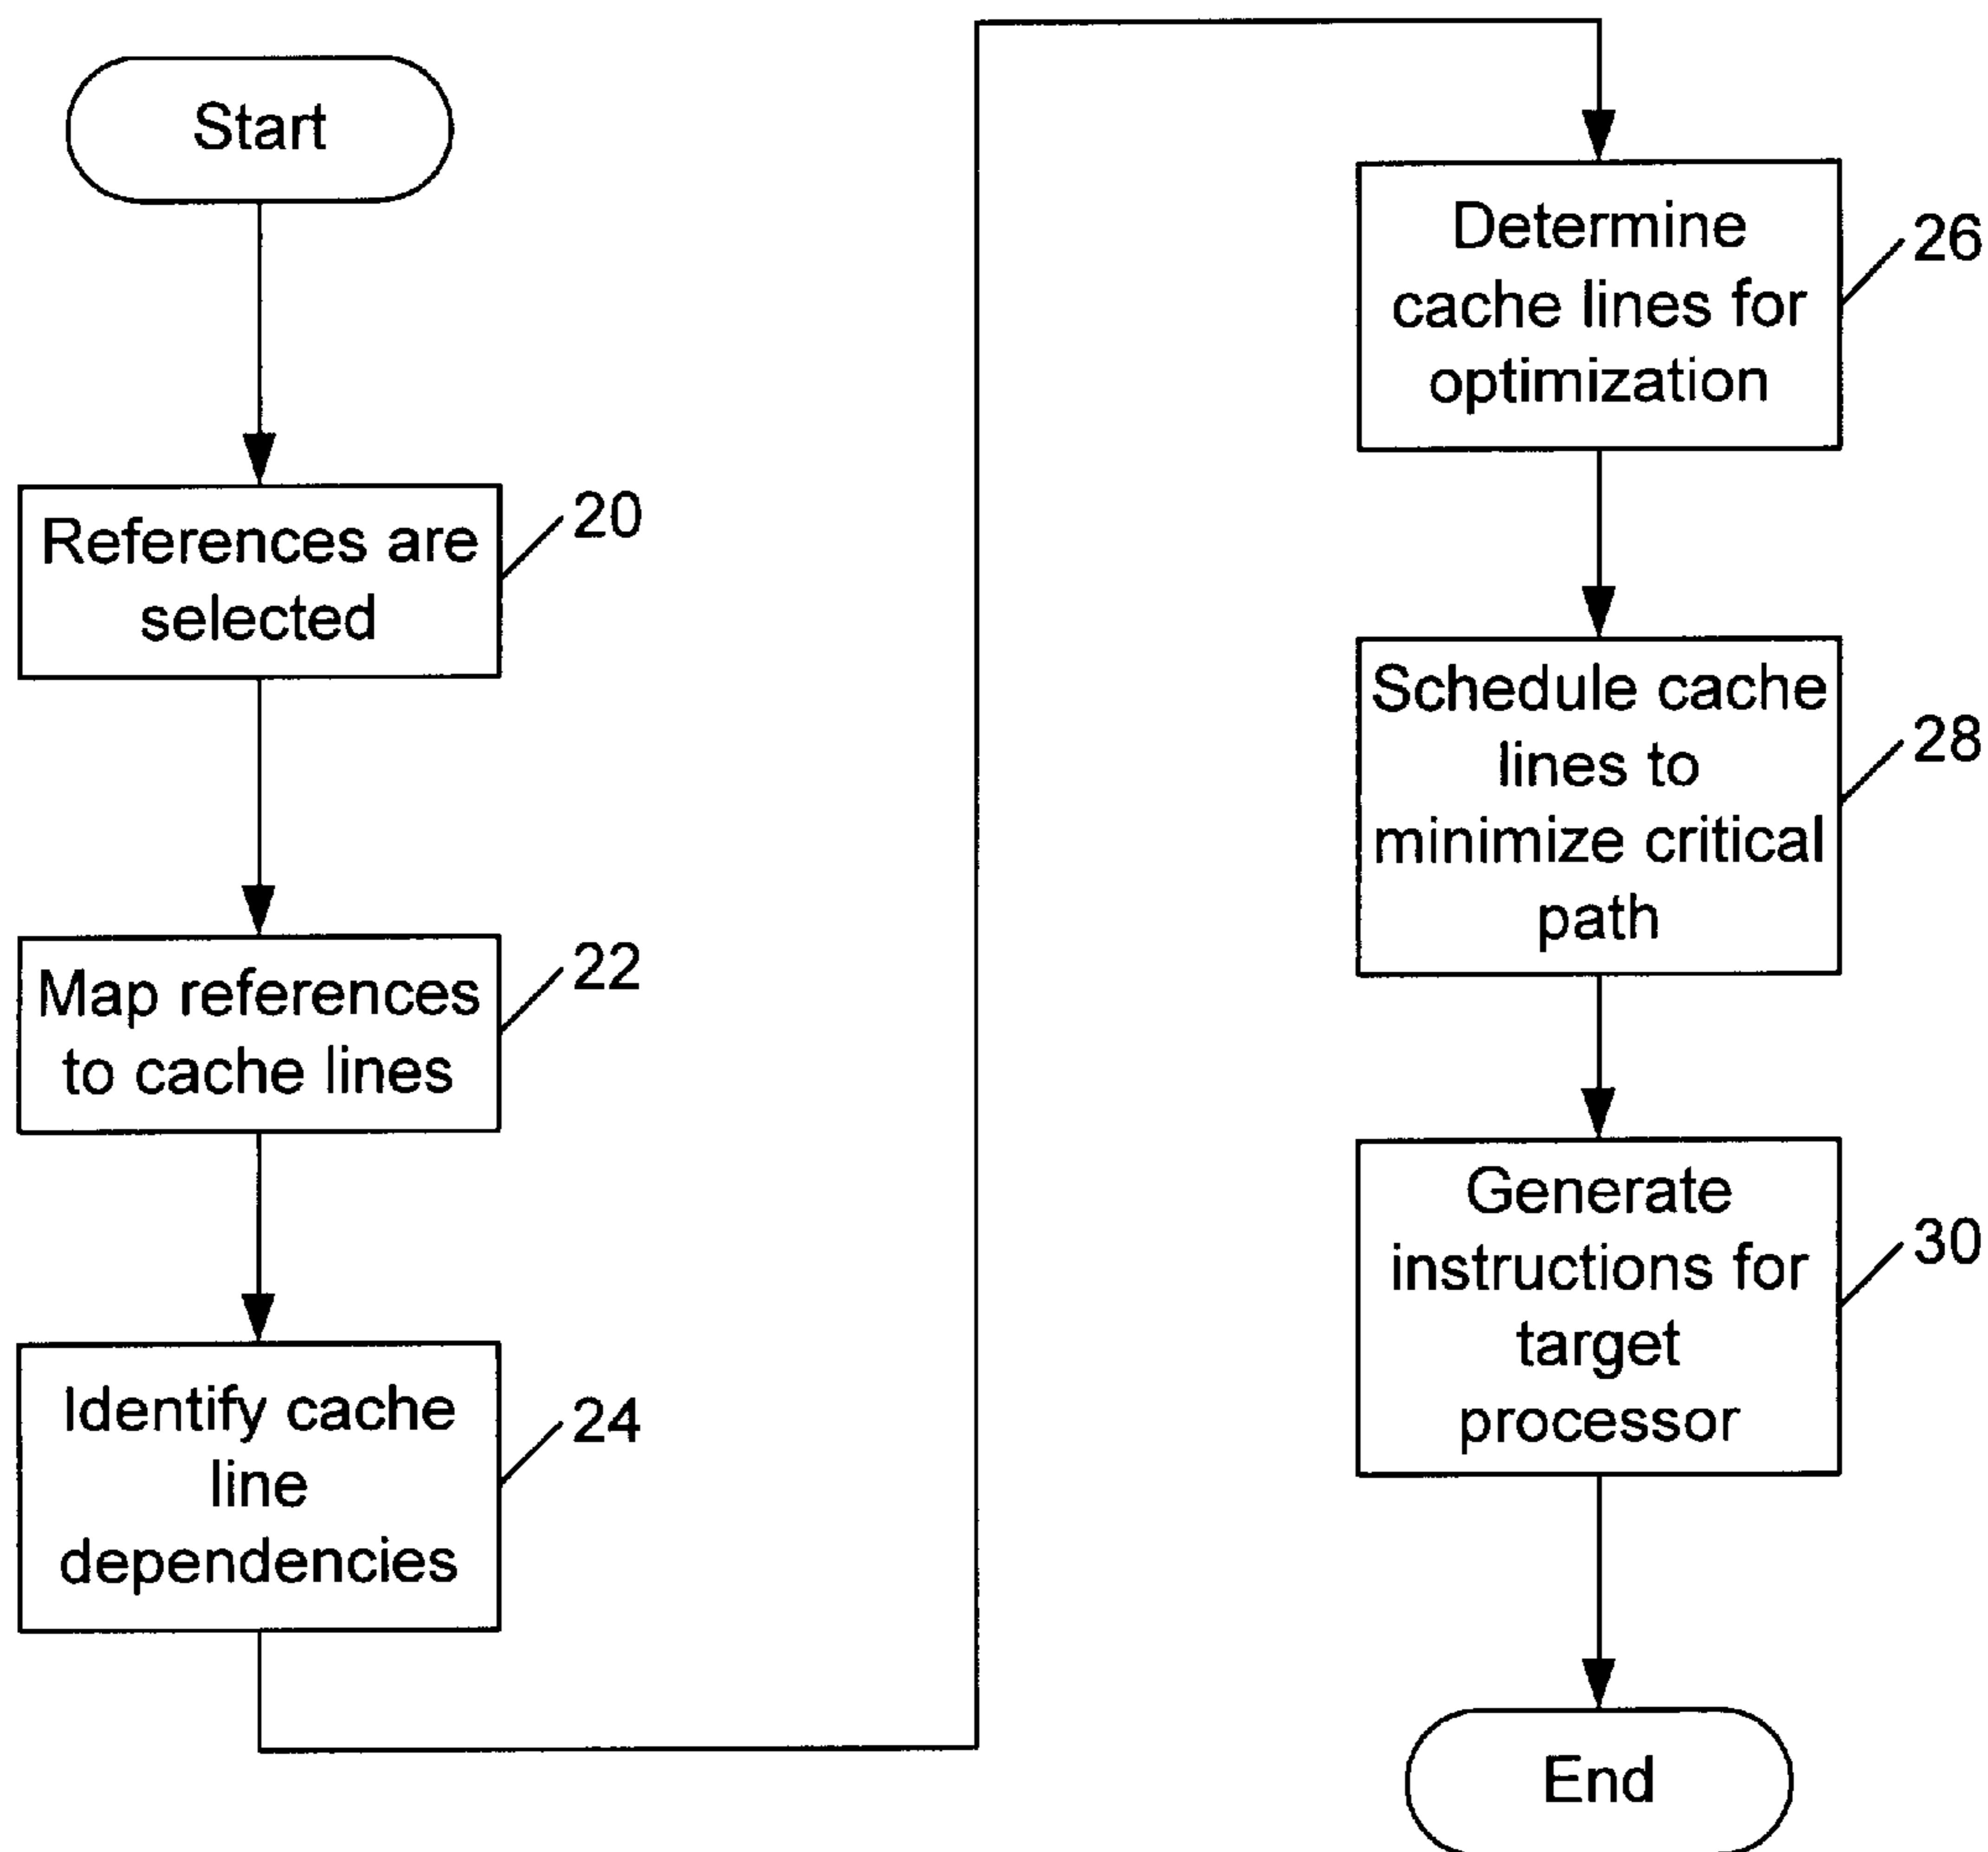 Start
References are
selected
20
Map references
to cache lines
22
Identify cache
line
dependencies
24
Determine
cache lines for
optimization
26
Schedule cache
lines to
minimize critical
path
28
Generate
instructions for
target
processor
30
End